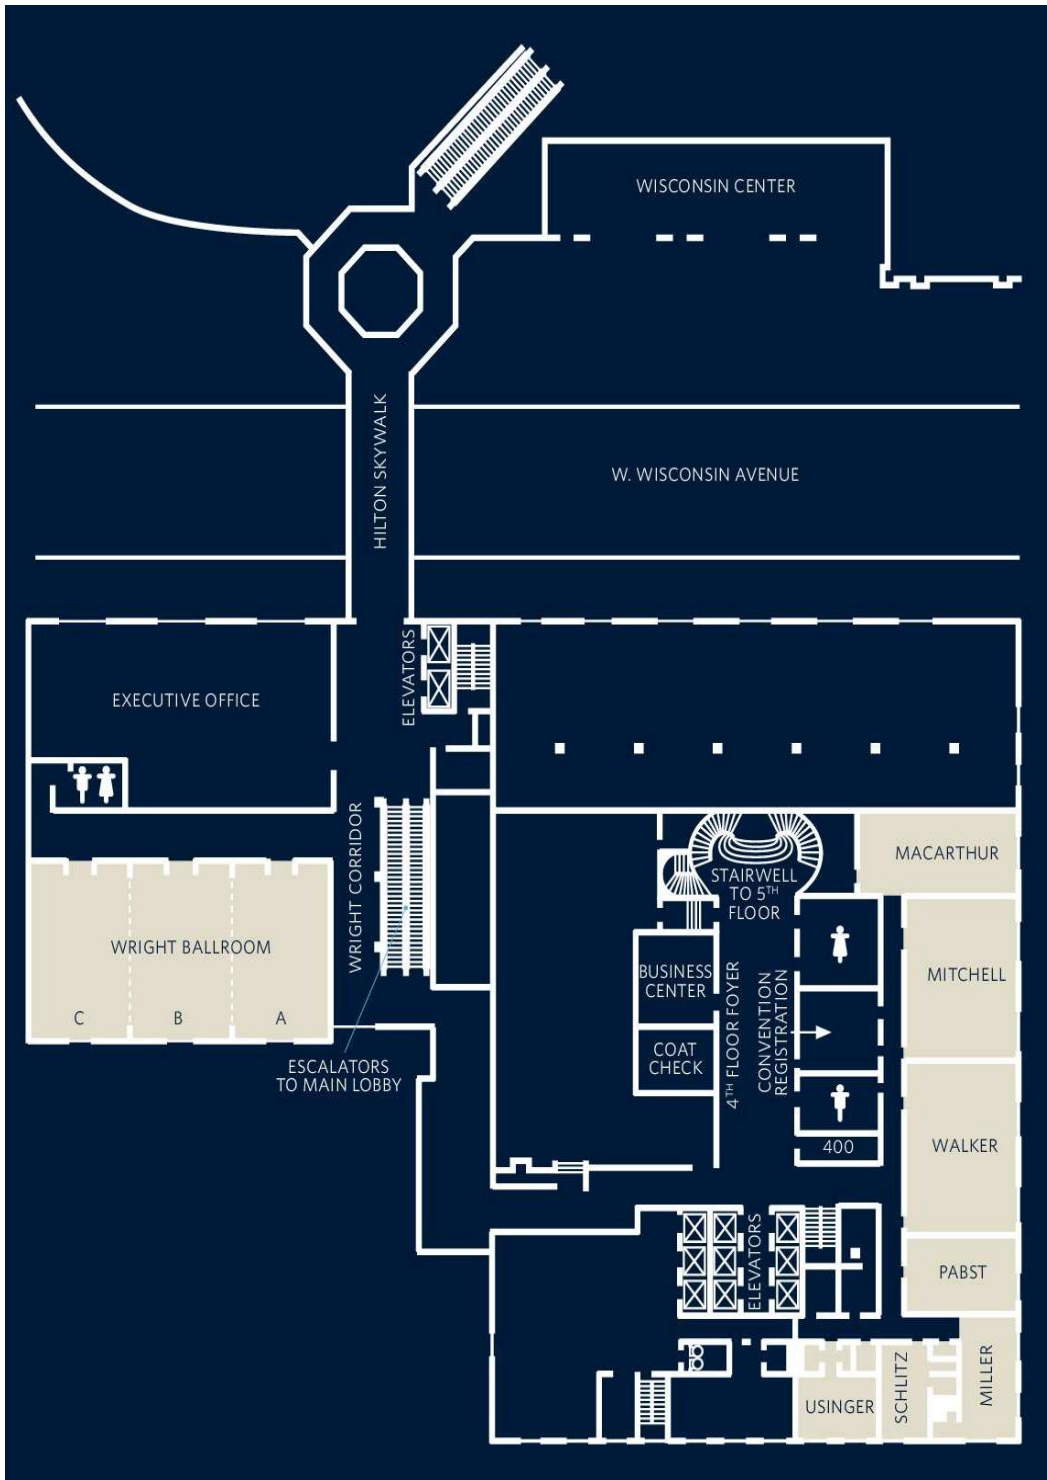 WISCONSIN CENTER
HILTON SKYWALK
W. WISCONSIN AVENUE
ELEVATORS
EXECUTIVE OFFICE
WRIGHT CORRIDOR
MACARTHUR
STAIRWELL
TO 5TH
FLOOR
WRIGHT BALLROOM
C
B
A
BUSINESS
CENTER
4TH FLOOR FOYER
CONVENTION
REGISTRATION
MITCHELL
COAT
CHECK
ESCALATORS
TO MAIN LOBBY
400
WALKER
ELEVATORS
PABST
USINGER
SCHLITZ
MILLER